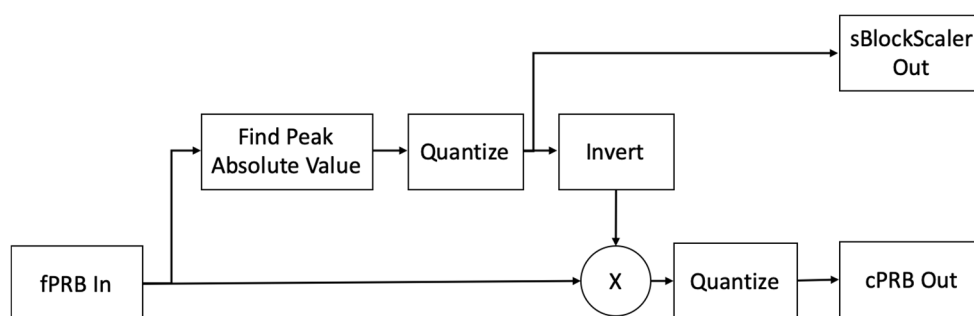 sBlockScaler
Out
Find Peak
Absolute Value
Quantize
Invert
fPRB In
X
Quantize
cPRB Out